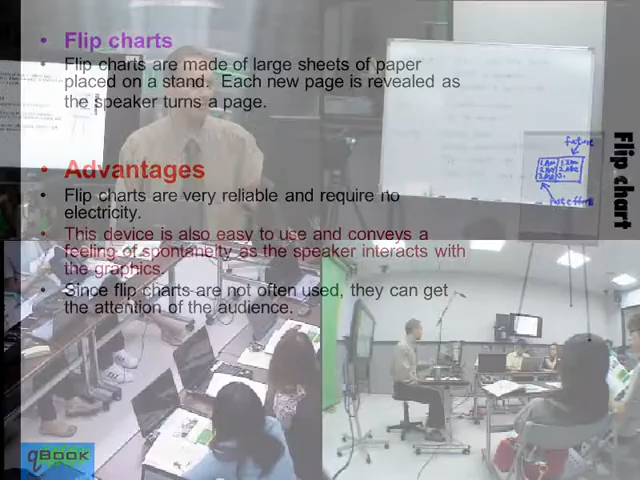 • Flip charts
• Flip charts are made of large sheets of paper
placed on a stand. Each new page is revealed as
the speaker turns a page.
• Advantages
• Flip charts are very reliable and require no
electricity.
• This device is also easy to use and conveys a
feeling of spontaneity as the speaker interacts with
the graphics.
• Since flip charts are not often used, they can get
the attention of the audience.
Flip chart
future
qBOOK